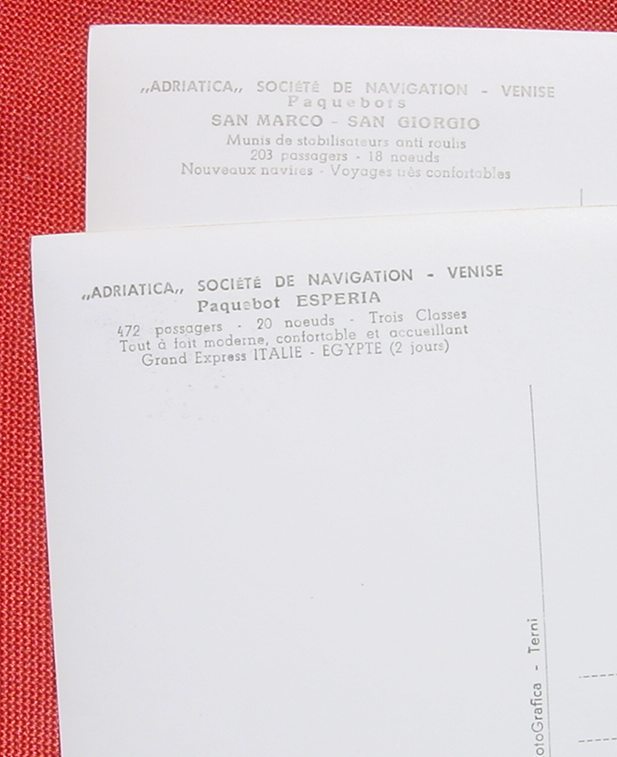 „ADRIATICA„ SOCIÉTÉ DE NAVIGATION - VENISE
Paquebots
SAN MARCO - SAN GIORGIO
Munis de stabilisateurs anti roulis
203 passagers - 18 noeuds
Nouveaux navires - Voyages très confortables
„ADRIATICA„ SOCIÉTÉ DE NAVIGATION - VENISE
Paquebot ESPERIA
472 passagers - 20 noeuds - Trois Classes
Tout à fait moderne, confortable et accueillant
Grand Express ITALIE - EGYPTE (2 jours)
otoGrafica - Terni